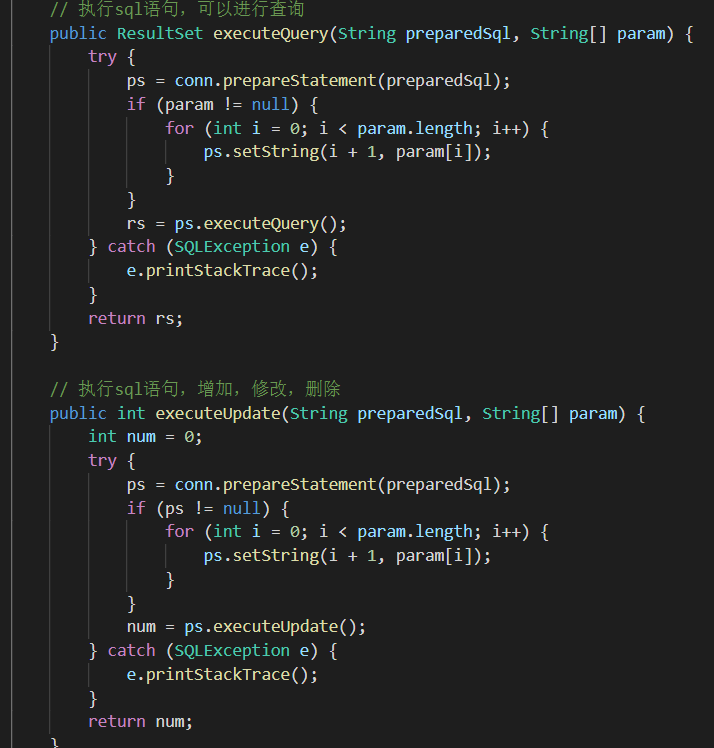 // 执行sql语句，可以进行查询
public ResultSet executeQuery(String preparedSql, String[] param) {
try {
ps = conn.prepareStatement(preparedSql);
if (param != null) {
for (int i = 0; i < param.length; i++) {
ps.setString(i + 1, param[i]);
}
}
rs = ps.executeQuery();
} catch (SQLException e) {
e.printStackTrace();
}
return rs;
}
// 执行sql语句，增加，修改，删除
public int executeUpdate(String preparedSql, String[] param) {
int num = 0;
try {
ps = conn.prepareStatement(preparedSql);
if (ps != null) {
for (int i = 0; i < param.length; i++) {
ps.setString(i + 1, param[i]);
}
}
num = ps.executeUpdate();
} catch (SQLException e) {
e.printStackTrace();
}
return num;
}